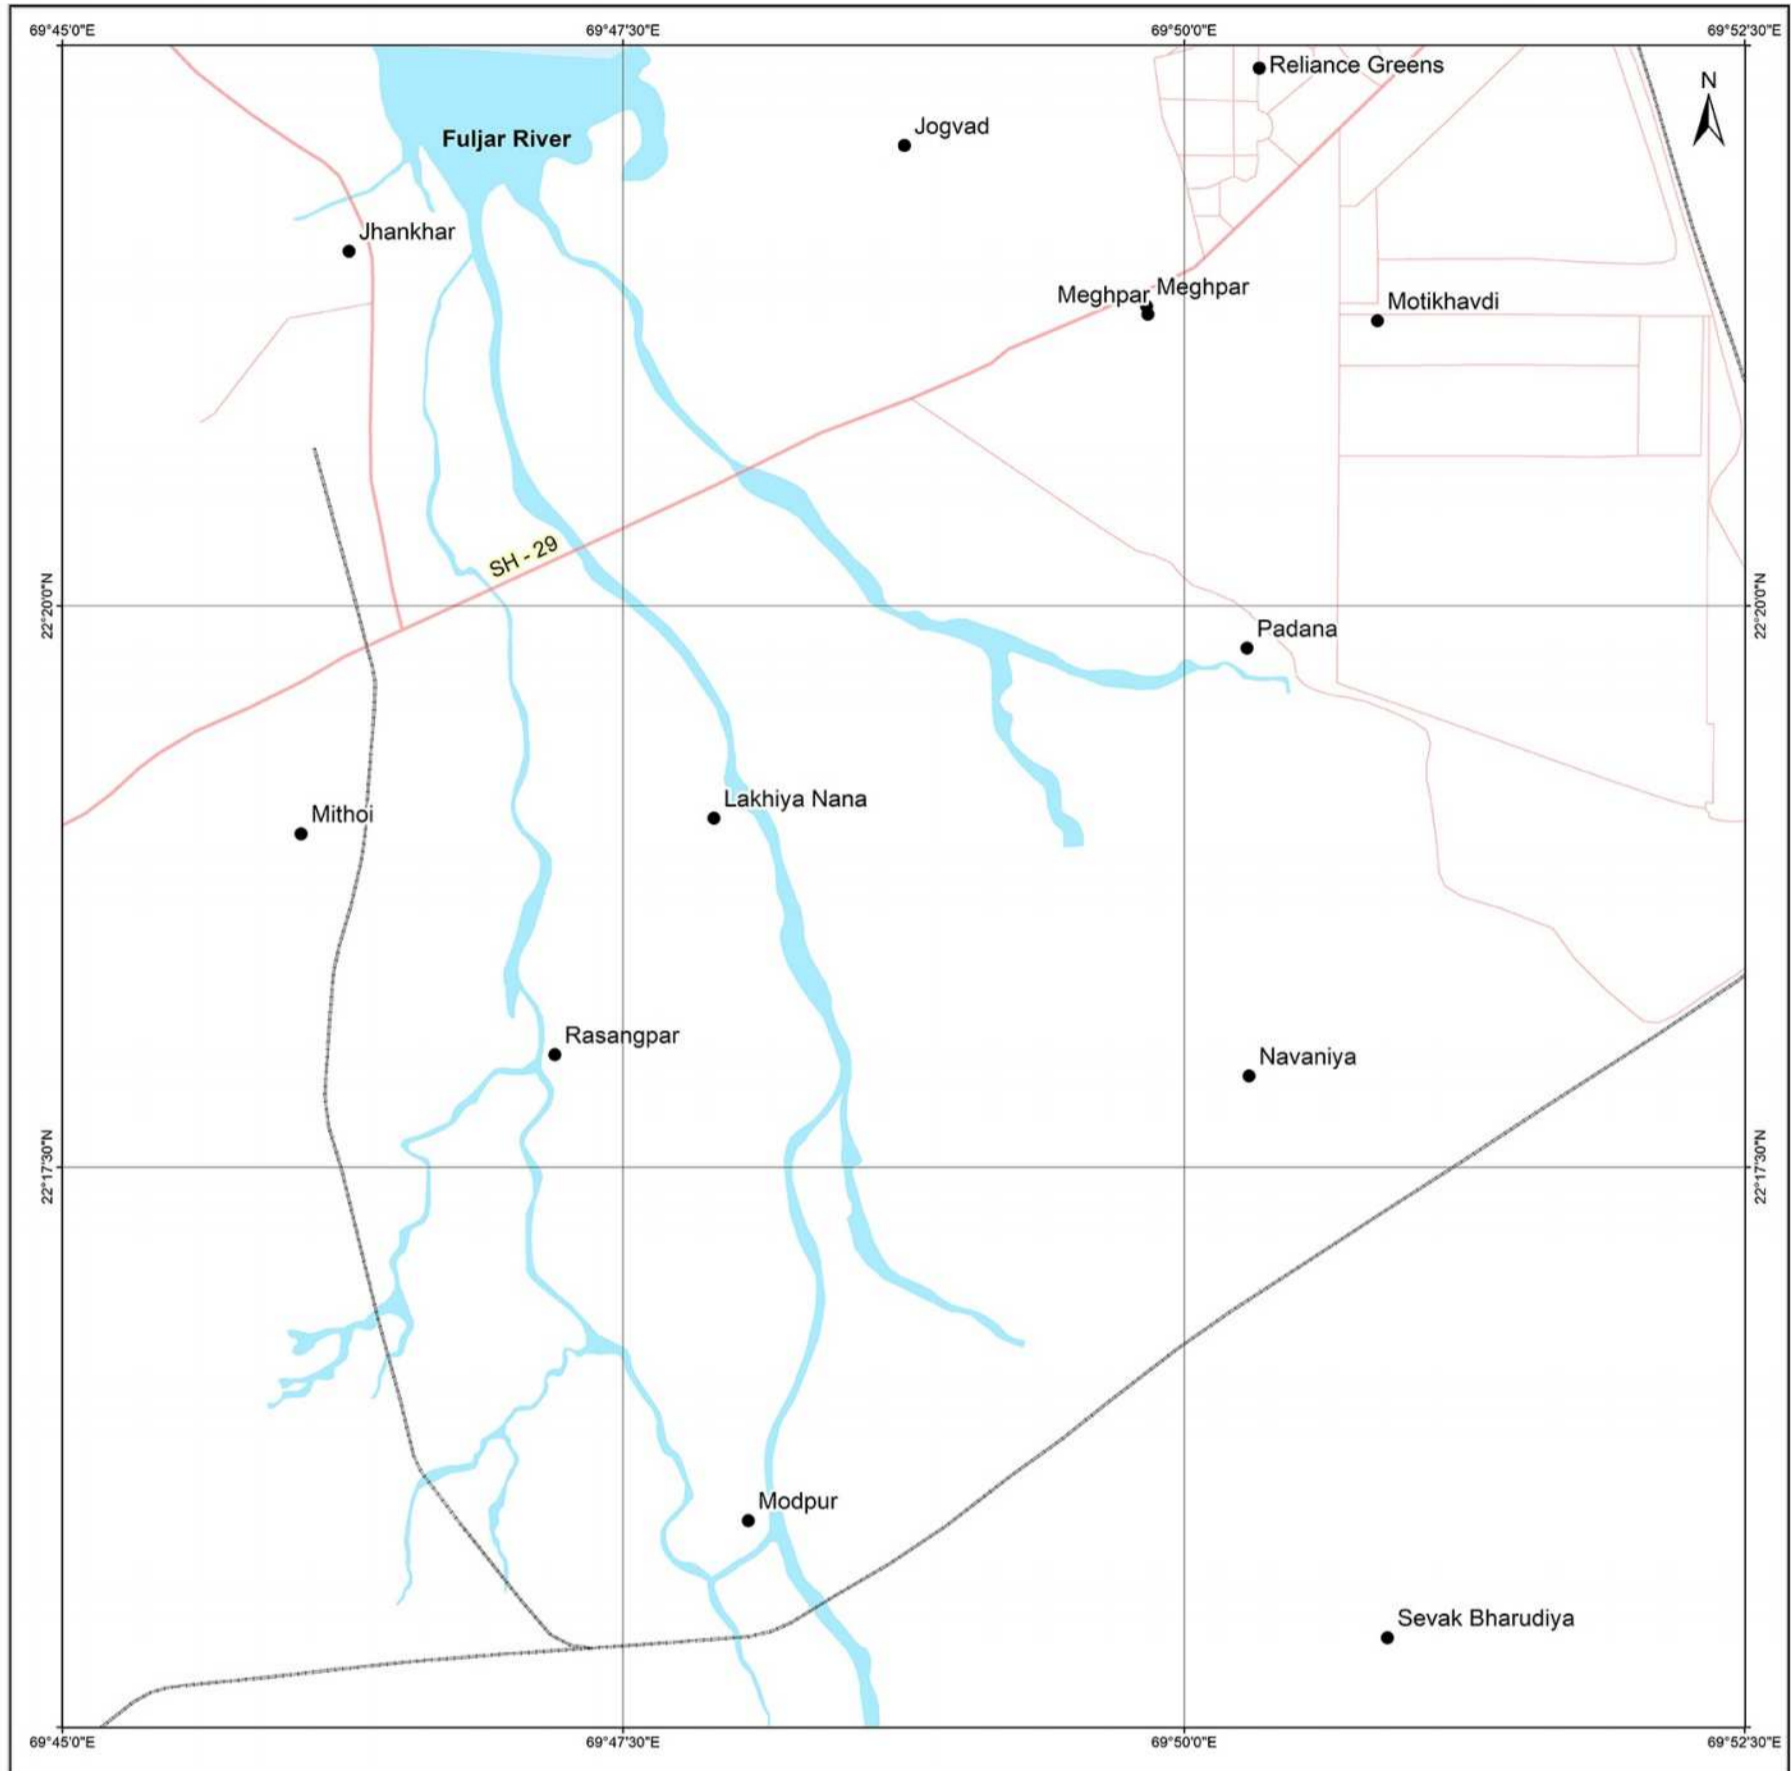 69°45'0"E
69°47'30"E
69°50'0"E
69°52'30"E
Reliance Greens
N
Jogvad
Fuljar River
Jhankhar
Meghpar
Meghpar
Motikhavdi
SH - 29
22°20'0"N
22°20'0"N
Padana
Lakhiya Nana
Mithoi
Rasangpar
Navaniya
22°17'30"N
22°17'30"N
Modpur
Sevak Bharudiya
69°45'0"E
69°47'30"E
69°50'0"E
69°52'30"E